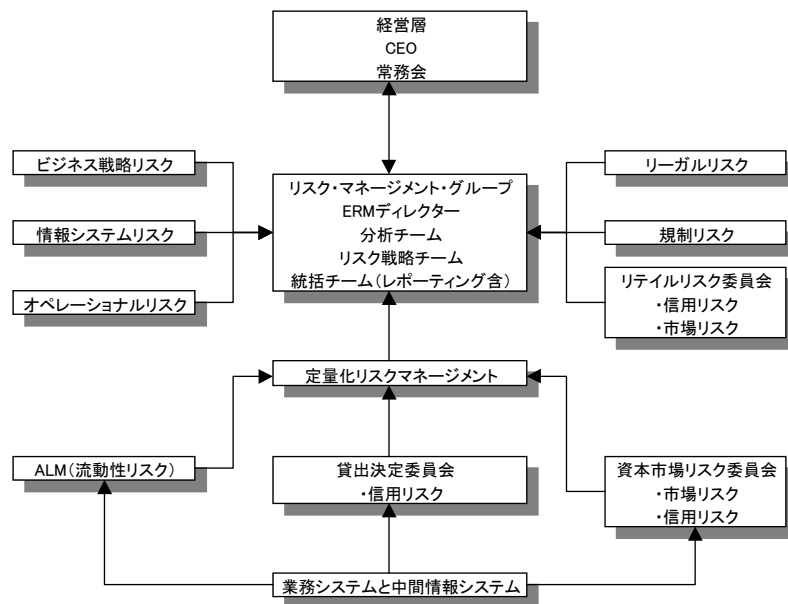 経営層
CEO
常務会
ビジネス戦略リスク
情報システムリスク
オペレーショナルリスク
リスク・マネージメント・グループ
ERMディレクター
分析チーム
リスク戦略チーム
統括チーム(レポーティング含)
リーガルリスク
規制リスク
リテイルリスク委員会
・信用リスク
・市場リスク
定量化リスクマネージメント
ALM(流動性リスク)
貸出決定委員会
・信用リスク
資本市場リスク委員会
・市場リスク
・信用リスク
業務システムと中間情報システム